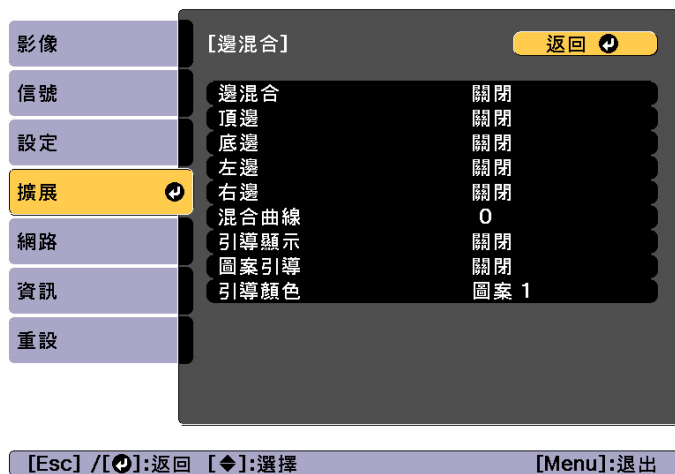 影像
信號
設定
擴展
網路
資訊
重設
[邊混合]
返回
邊混合 關閉
頂邊 關閉
底邊 關閉
左邊 關閉
右邊 關閉
混合曲線 0
引導顯示 關閉
圖案引導 關閉
引導顏色 圖案 1
[Esc] /[⏎]:返回 [◆]:選擇 [Menu]:退出